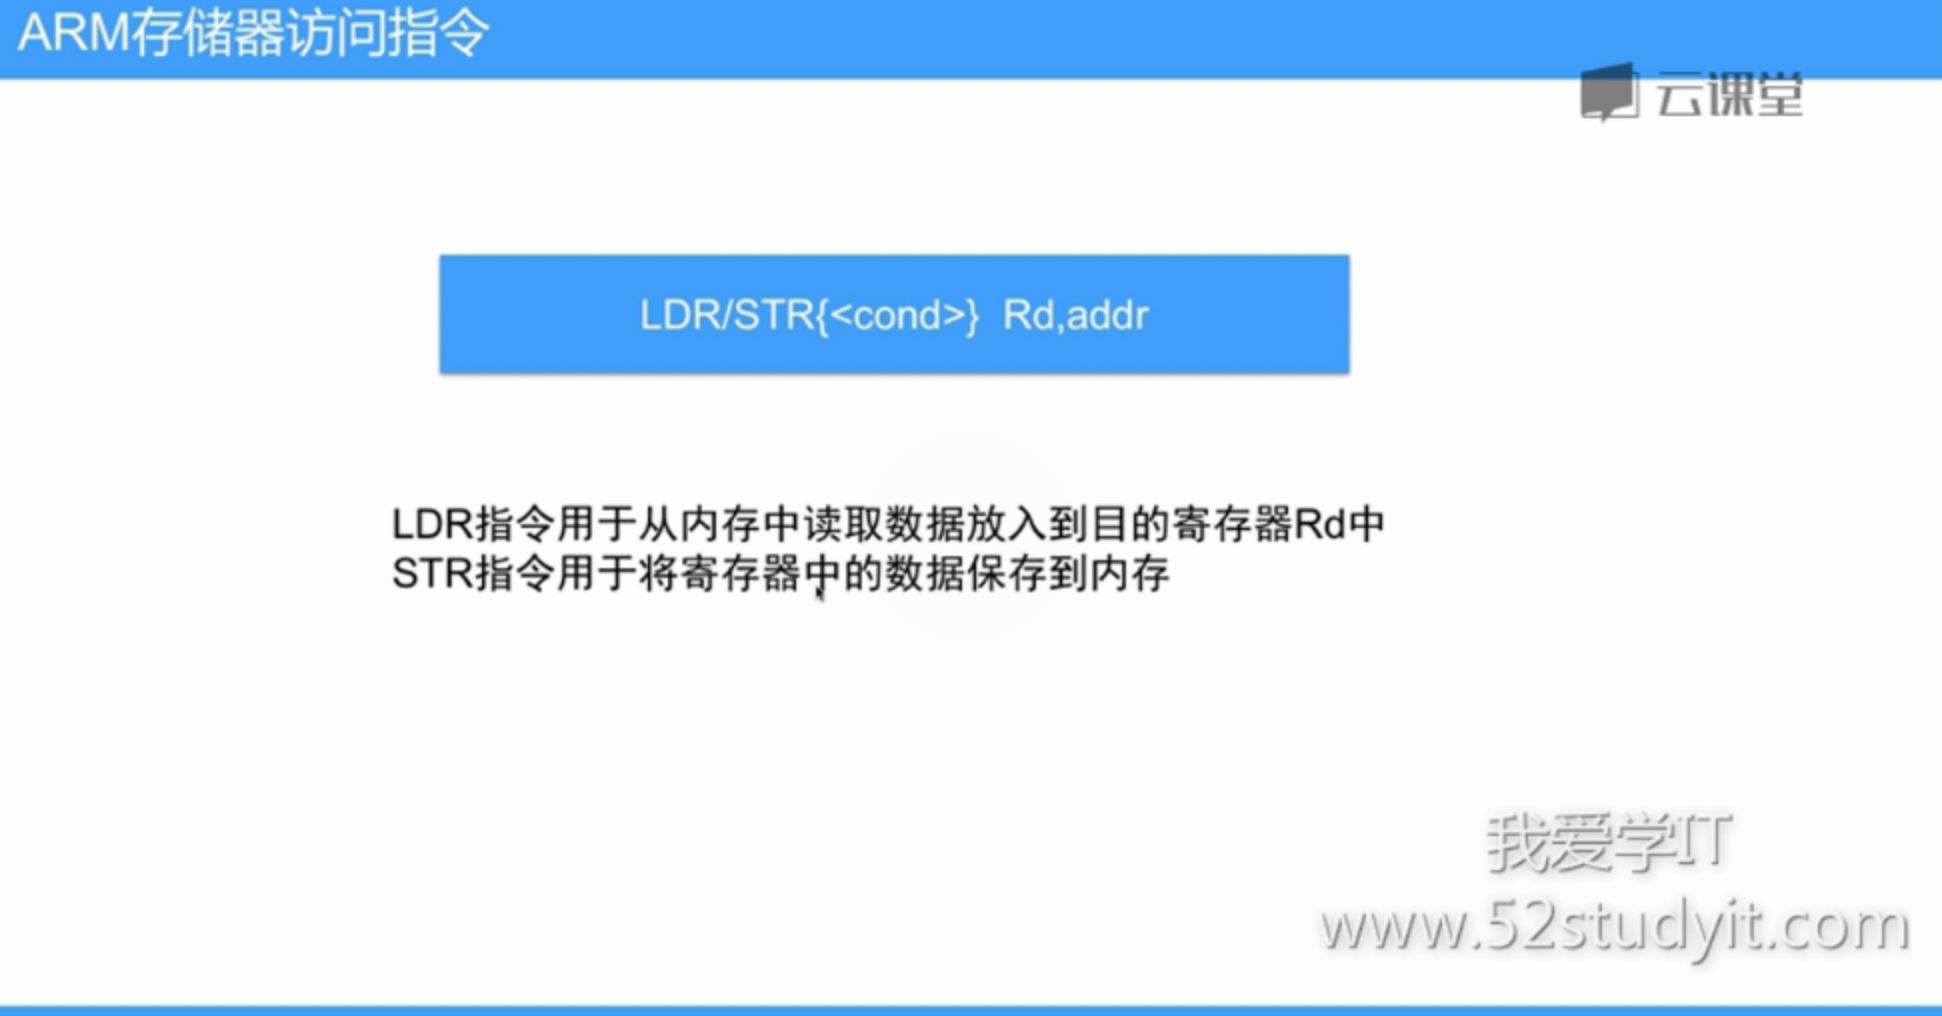 ARM存储器访问指令
云课堂
LDR/STR{<cond>} Rd,addr
LDR指令用于从内存中读取数据放入到目的寄存器Rd中
STR指令用于将寄存器中的数据保存到内存
我爱学IT
www.52studyit.com